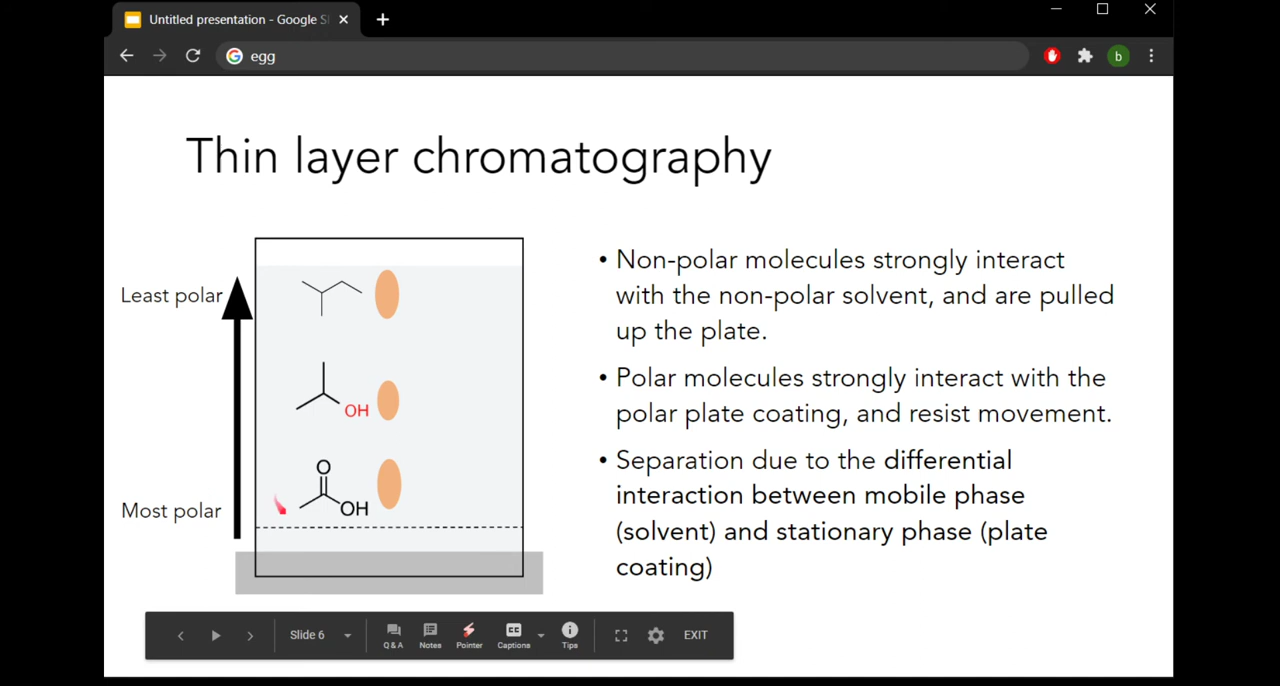 Untitled presentation - Google Sl
egg
b
Thin layer chromatography
Least polar
Most polar
OH
O
OH
• Non-polar molecules strongly interact
with the non-polar solvent, and are pulled
up the plate.
• Polar molecules strongly interact with the
polar plate coating, and resist movement.
• Separation due to the differential
interaction between mobile phase
(solvent) and stationary phase (plate
coating)
Slide 6
Q & A
Notes
Pointer
CC
Captions
Tips
EXIT